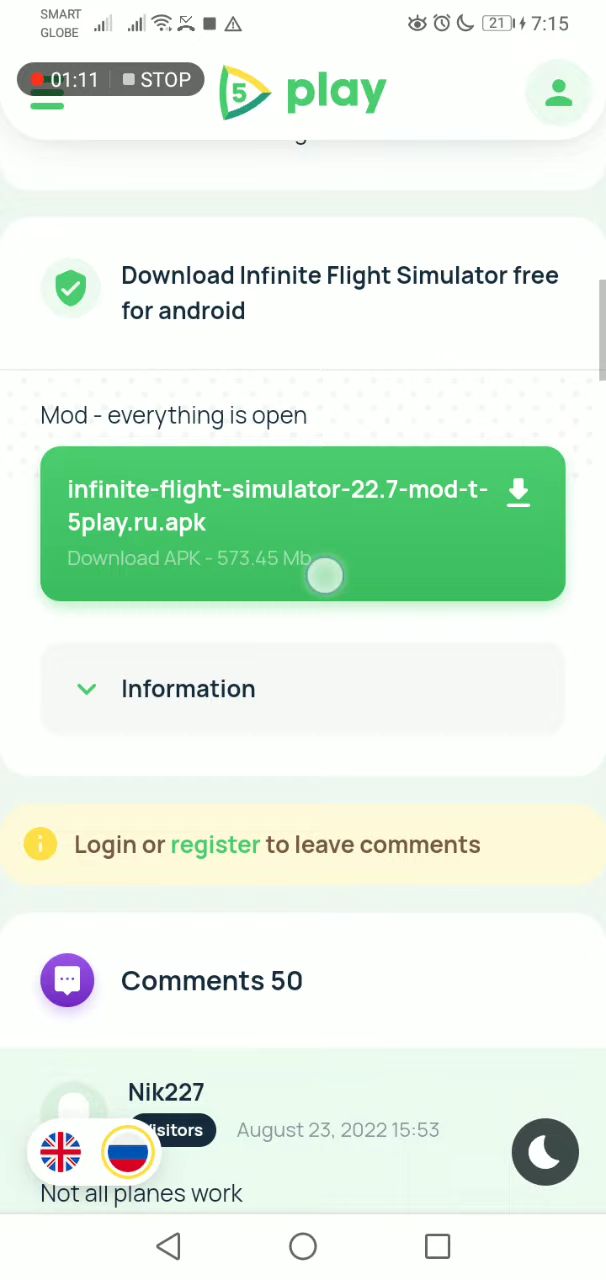 SMART
GLOBE
21 7:15
01:11 STOP
5 play
Download Infinite Flight Simulator free
for android
Mod - everything is open
infinite-flight-simulator-22.7-mod-t-
5play.ru.apk
Download APK - 573.45 Mb
Information
Login or register to leave comments
Comments 50
Nik227
Visitors August 23, 2022 15:53
Not all planes work